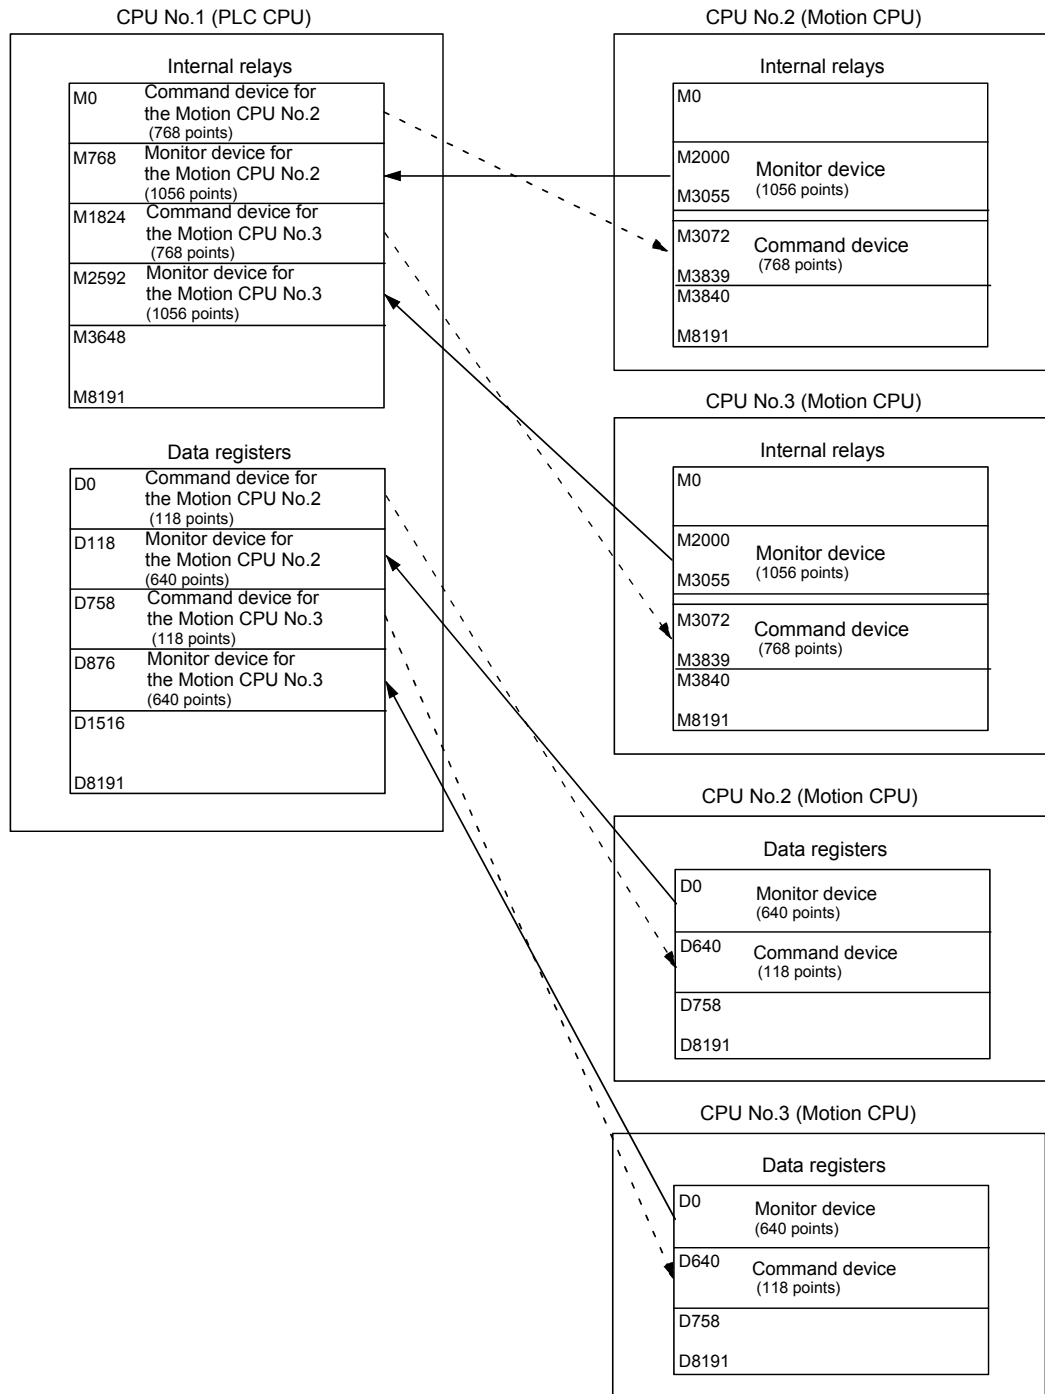 CPU No.1 (PLC CPU)
Internal relays
M0
Command device for
the Motion CPU No.2
(768 points)
M768
Monitor device for
the Motion CPU No.2
(1056 points)
M1824
Command device for
the Motion CPU No.3
(768 points)
M2592
Monitor device for
the Motion CPU No.3
(1056 points)
M3648
M8191
Data registers
D0
Command device for
the Motion CPU No.2
(118 points)
D118
Monitor device for
the Motion CPU No.2
(640 points)
D758
Command device for
the Motion CPU No.3
(118 points)
D876
Monitor device for
the Motion CPU No.3
(640 points)
D1516
D8191
CPU No.2 (Motion CPU)
Internal relays
M0
M2000
Monitor device
(1056 points)
M3055
M3072
Command device
(768 points)
M3839
M3840
M8191
CPU No.3 (Motion CPU)
Internal relays
M0
M2000
Monitor device
(1056 points)
M3055
M3072
Command device
(768 points)
M3839
M3840
M8191
CPU No.2 (Motion CPU)
Data registers
D0
Monitor device
(640 points)
D640
Command device
(118 points)
D758
D8191
CPU No.3 (Motion CPU)
Data registers
D0
Monitor device
(640 points)
D640
Command device
(118 points)
D758
D8191